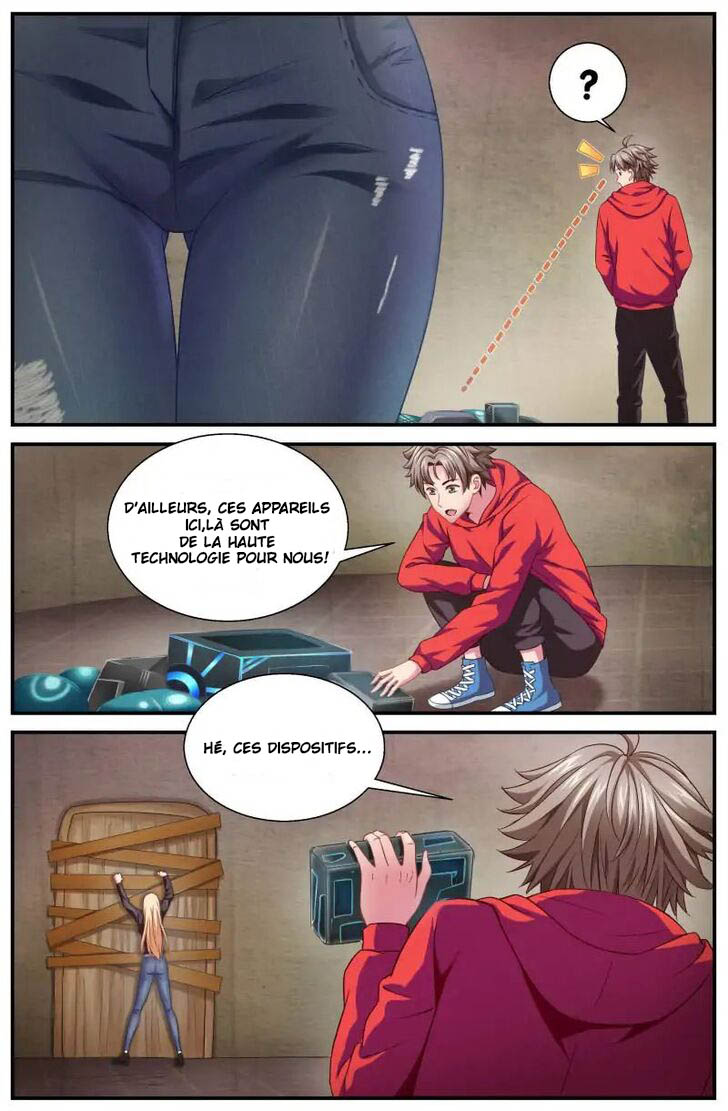 ?
D'AILLEURS, CES APPAREILS
ICI,LÀ SONT
DE LA HAUTE
TECHNOLOGIE POUR NOUS!
HÉ, CES DISPOSITIFS...